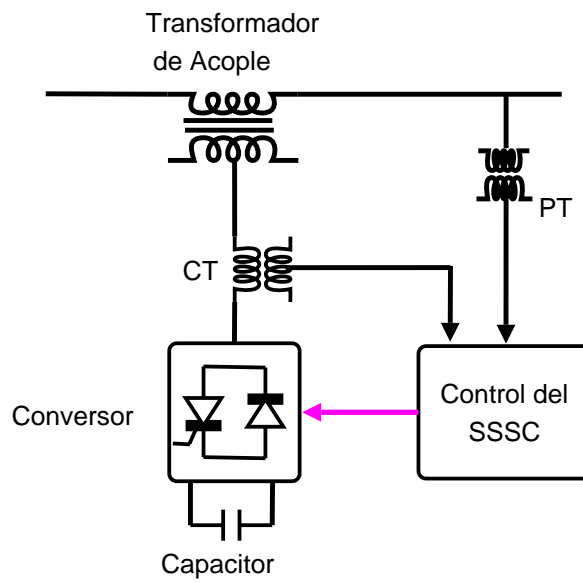 Transformador
de Acople
PT
CT
Control del
SSSC
Conversor
Capacitor